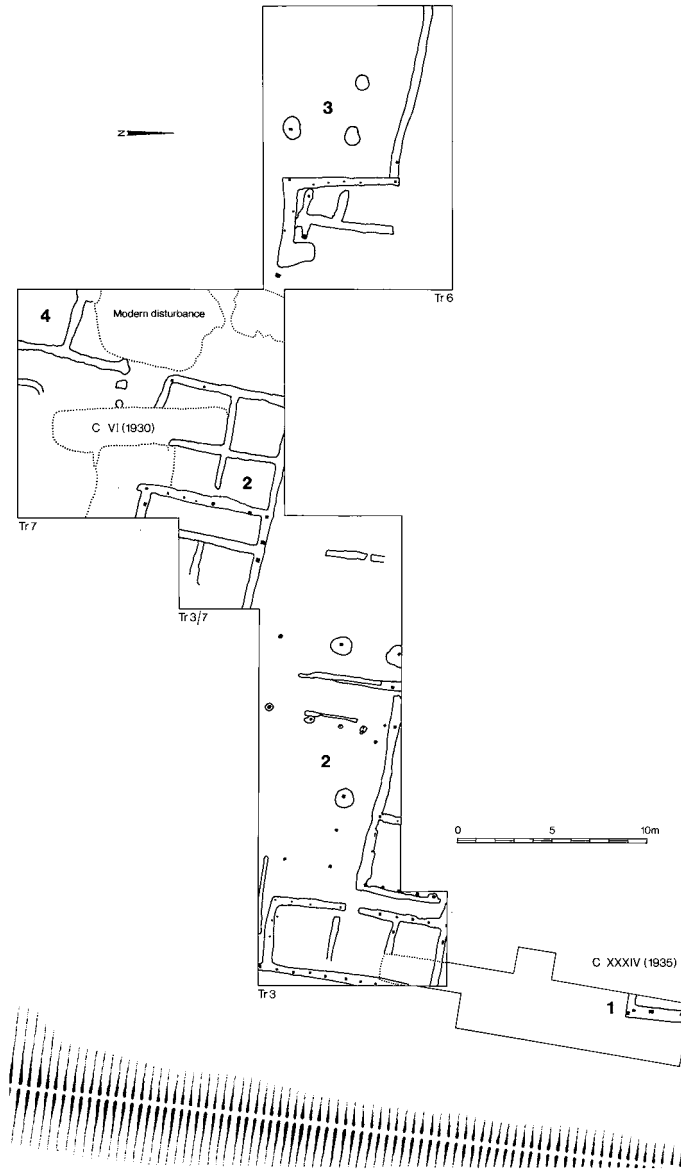 3
N
Tr 6
4
Modern disturbance
C VI (1930)
2
Tr 7
Tr 3/7
2
0 5 10m
C XXXIV (1935)
1
Tr 3